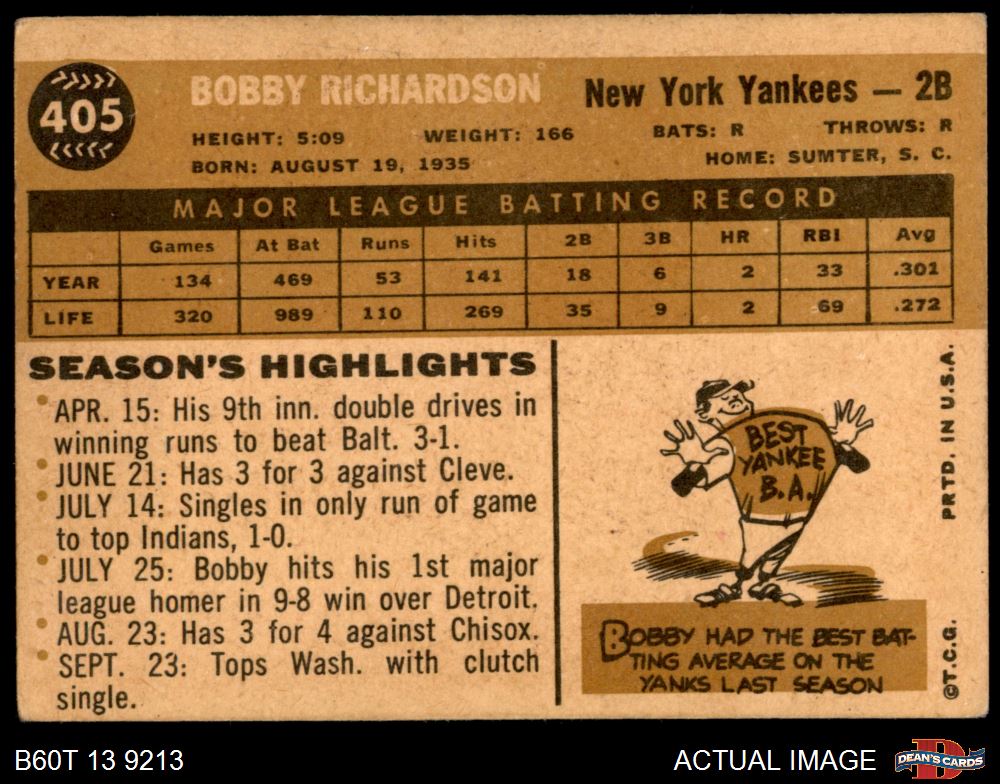 405
BOBBY RICHARDSON New York Yankees — 2B
HEIGHT: 5:09 WEIGHT: 166 BATS: R THROWS: R
BORN: AUGUST 19, 1935 HOME: SUMTER, S. C.
MAJOR LEAGUE BATTING RECORD
Games At Bat Runs Hits 2B 3B HR RBI Avg
YEAR 134 469 53 141 18 6 2 33 .301
LIFE 320 989 110 269 35 9 2 69 .272
SEASON'S HIGHLIGHTS
APR. 15: His 9th inn. double drives in
winning runs to beat Balt. 3-1.
JUNE 21: Has 3 for 3 against Cleve.
JULY 14: Singles in only run of game
to top Indians, 1-0.
JULY 25: Bobby hits his 1st major
league homer in 9-8 win over Detroit.
AUG. 23: Has 3 for 4 against Chisox.
SEPT. 23: Tops Wash. with clutch
single.
BEST
YANKEE
B.A.
BOBBY HAD THE BEST BAT-
TING AVERAGE ON THE
YANKS LAST SEASON
©T.C.G. PRTD. IN U.S.A.
B60T 13 9213 ACTUAL IMAGE
DEAN'S CARDS